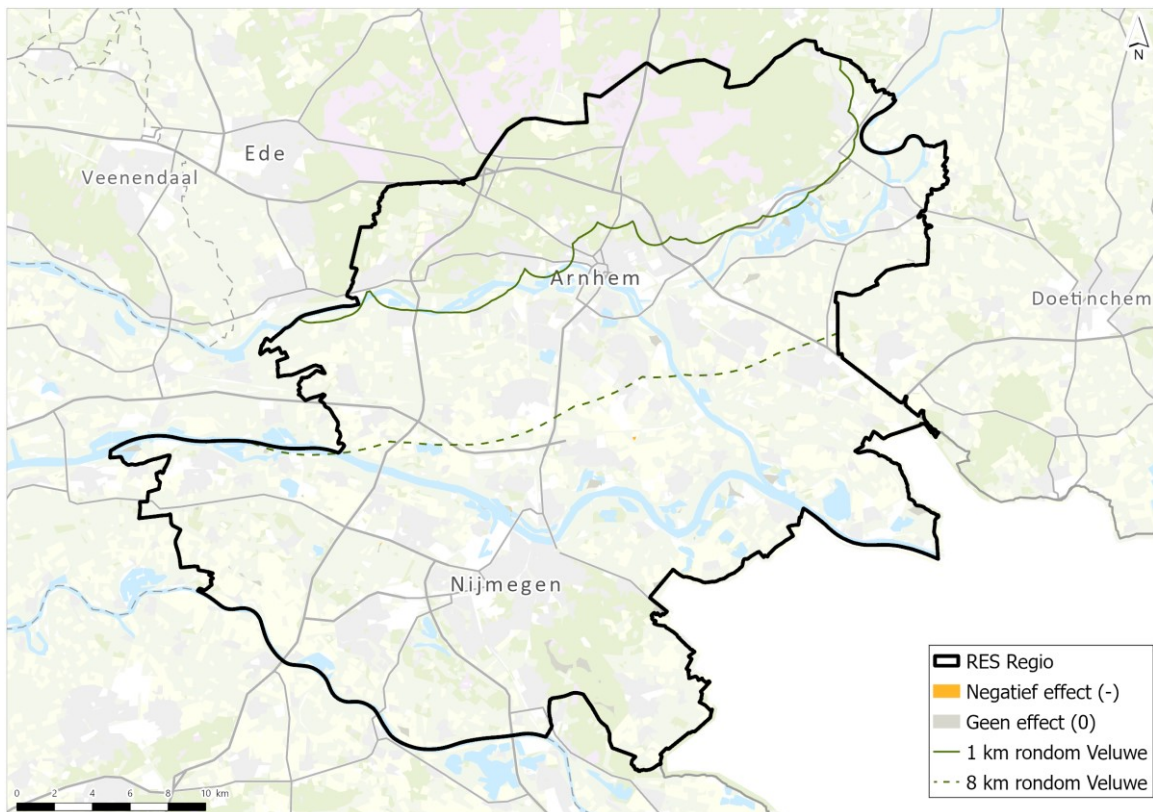 N
Ede
Veenendaal
Arnhem
Doetinchem
Nijmegen
RES Regio
Negatief effect (-)
Geen effect (0)
1 km rondom Veluwe
8 km rondom Veluwe
0 2 4 6 8 10 km